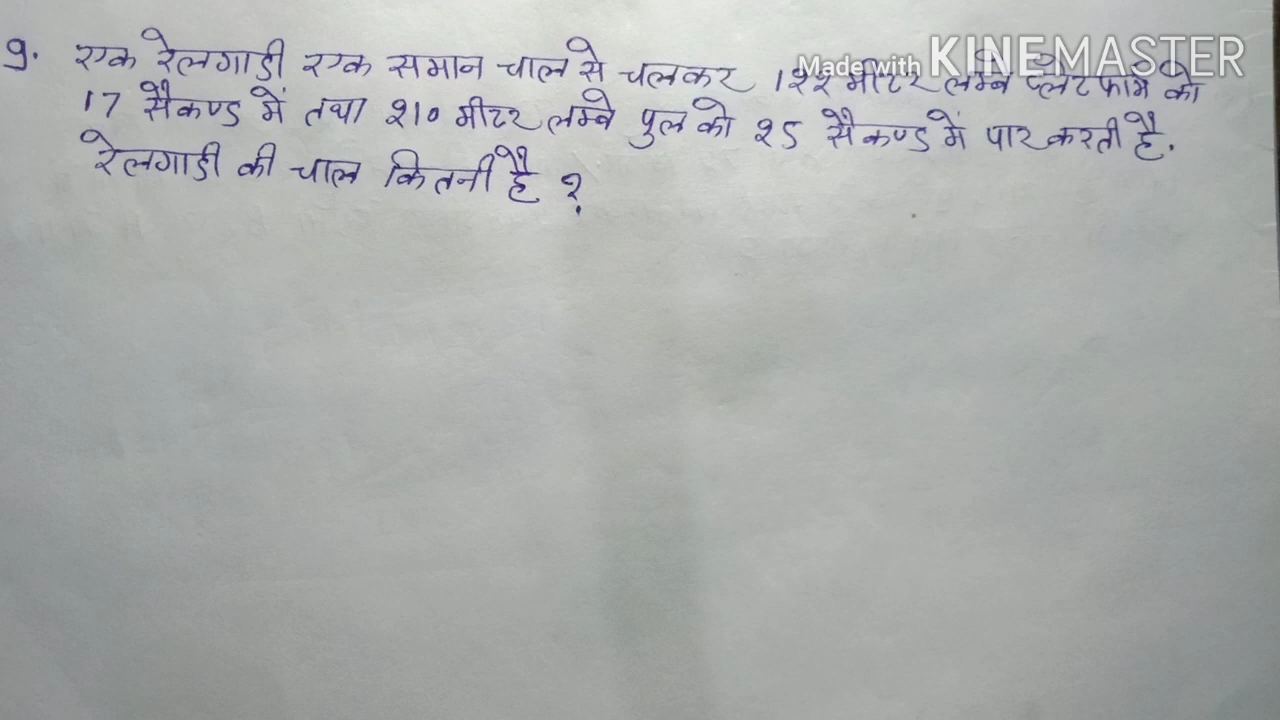 9. एक रेलगाडी एक समान चाल से चलकर 122 मीटर लम्बे प्लेटफार्म को
17 सैकण्ड में तथा 210 मीटर लम्बे पुल को 25 सैकण्ड में पार करती है.
रेलगाडी की चाल कितनी है ?
Made with KINEMASTER